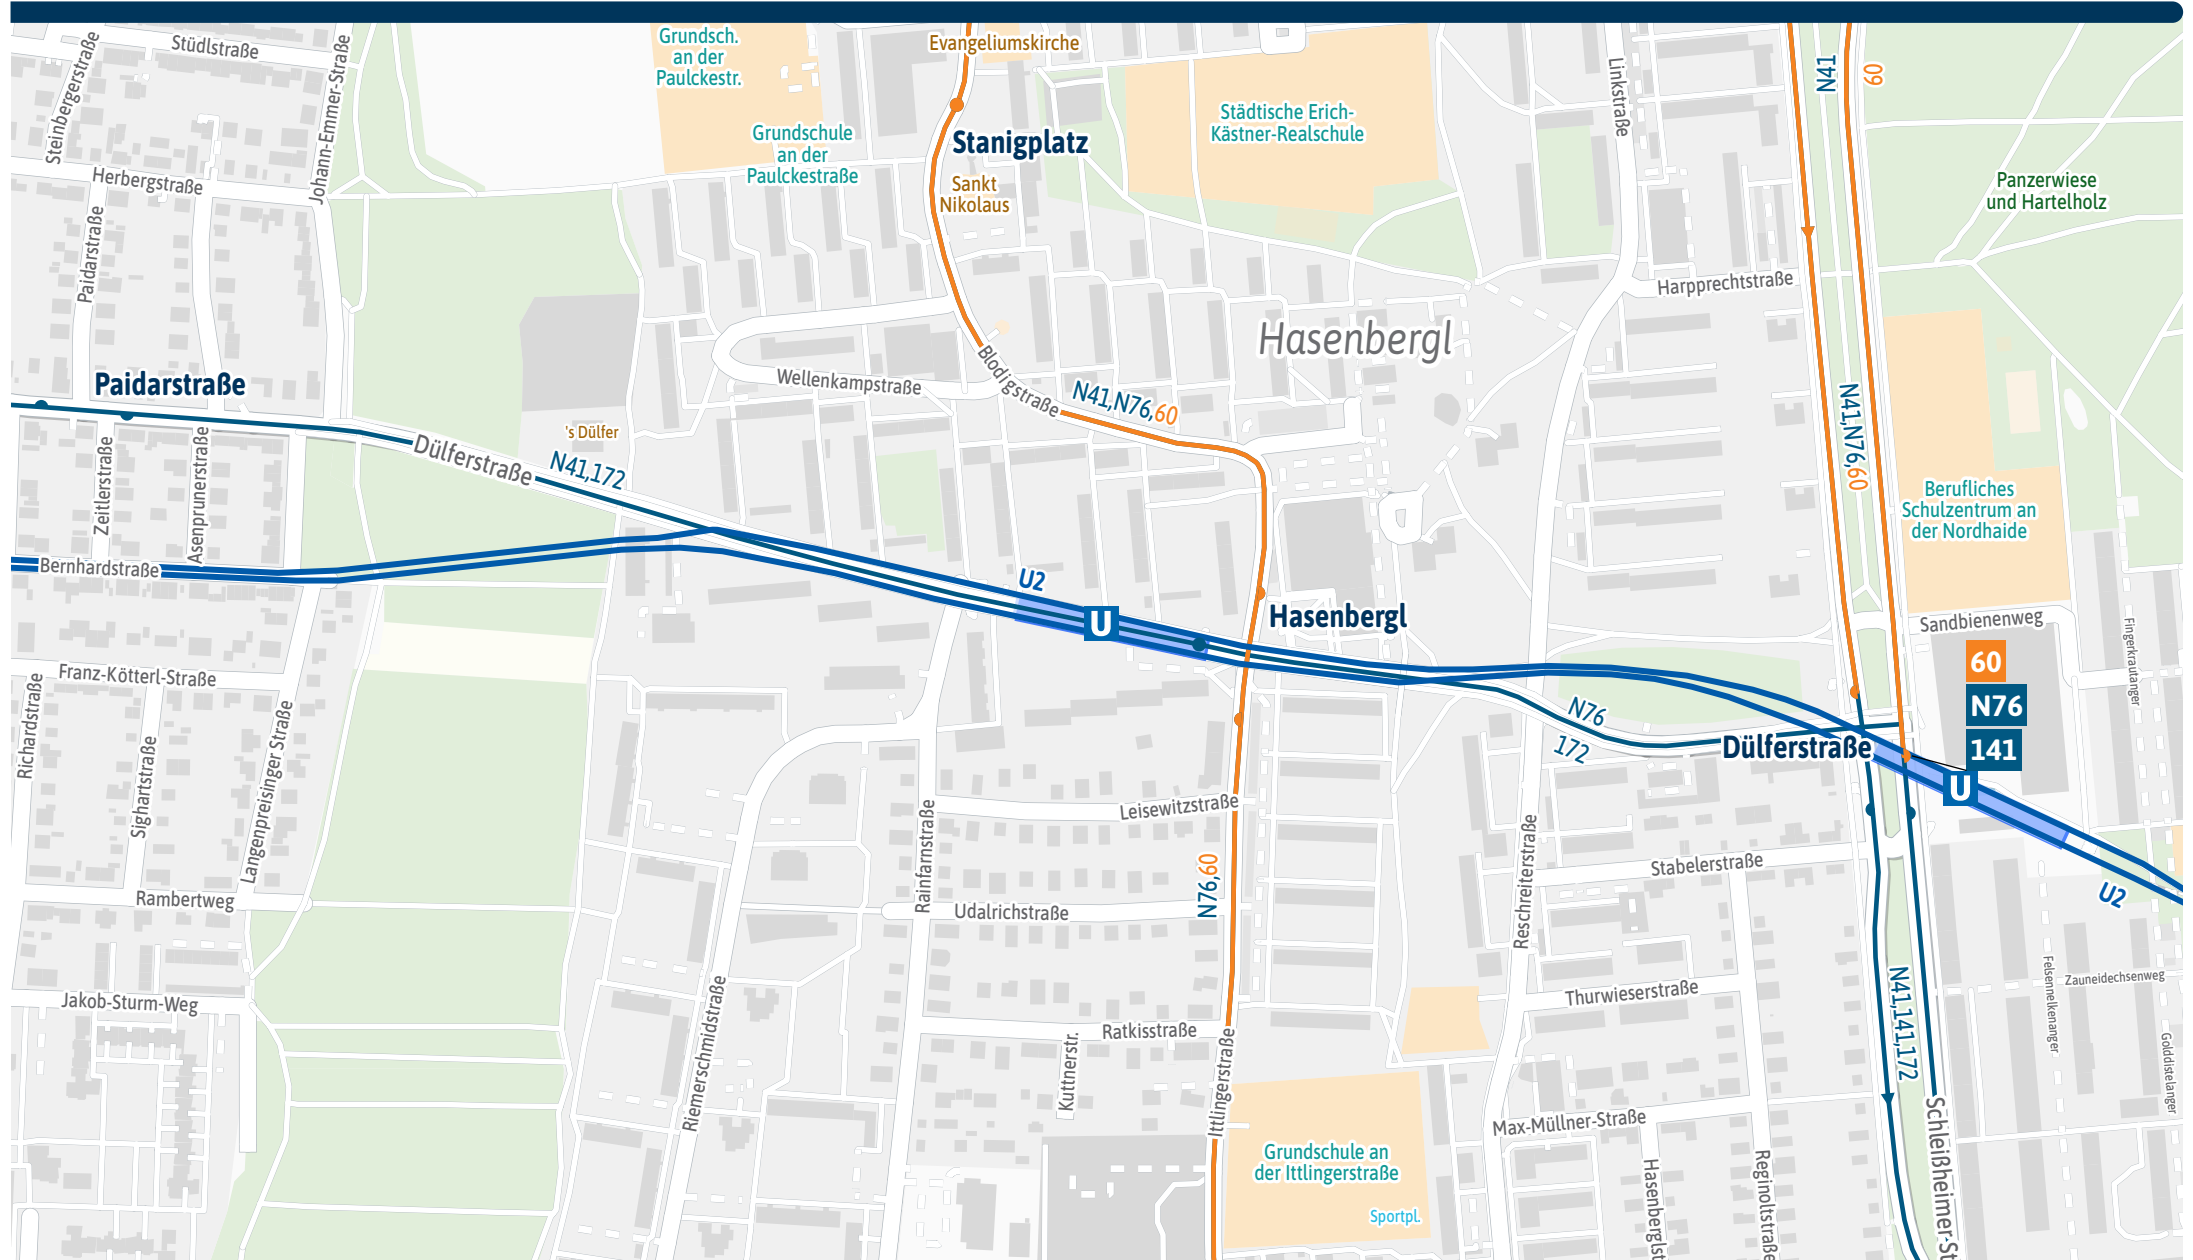 Stüdlstraße
Steinbergerstraße
Johann-Emmer-Straße
Herbergstraße
Paidarstraße
Paidarstraße
Grundsch.
an der
Paulckestr.
Grundschule
an der
Paulckestraße
Evangeliumskirche
Stanigplatz
Sankt
Nikolaus
Städtische Erich-
Kästner-Realschule
Linkstraße
N41
60
Panzerwiese
und Hartelholz
Harpprechtstraße
Hasenbergl
Blodigstraße
Wellenkampstraße
N41,N76,60
's Dülfer
Dülferstraße
N41,172
Zeitlerstraße
Asenprunerstraße
Bernhardstraße
N41,N76,60
Berufliches
Schulzentrum an
der Nordhaide
U2
U
Hasenbergl
Sandbienenweg
Fingerkrautanger
60
N76
141
Franz-Kötterl-Straße
Richardstraße
Sighartstraße
Langenpreisinger Straße
N76
172
Dülferstraße
U
U2
Leisewitzstraße
Rainfarnstraße
N76,60
Reschreiterstraße
Stabelerstraße
Rambertweg
Udalrichstraße
Jakob-Sturm-Weg
Riemerschmidstraße
Ratkisstraße
Kuttnerstr.
Ittlingerstraße
Thurwieserstraße
N41,141,172
Felsennelkenanger
Zauneidechsenweg
Golddistelanger
Max-Müllner-Straße
Grundschule an
der Ittlingerstraße
Sportpl.
Hasenberglst
Reginoltstraße
Schleißheimer-St